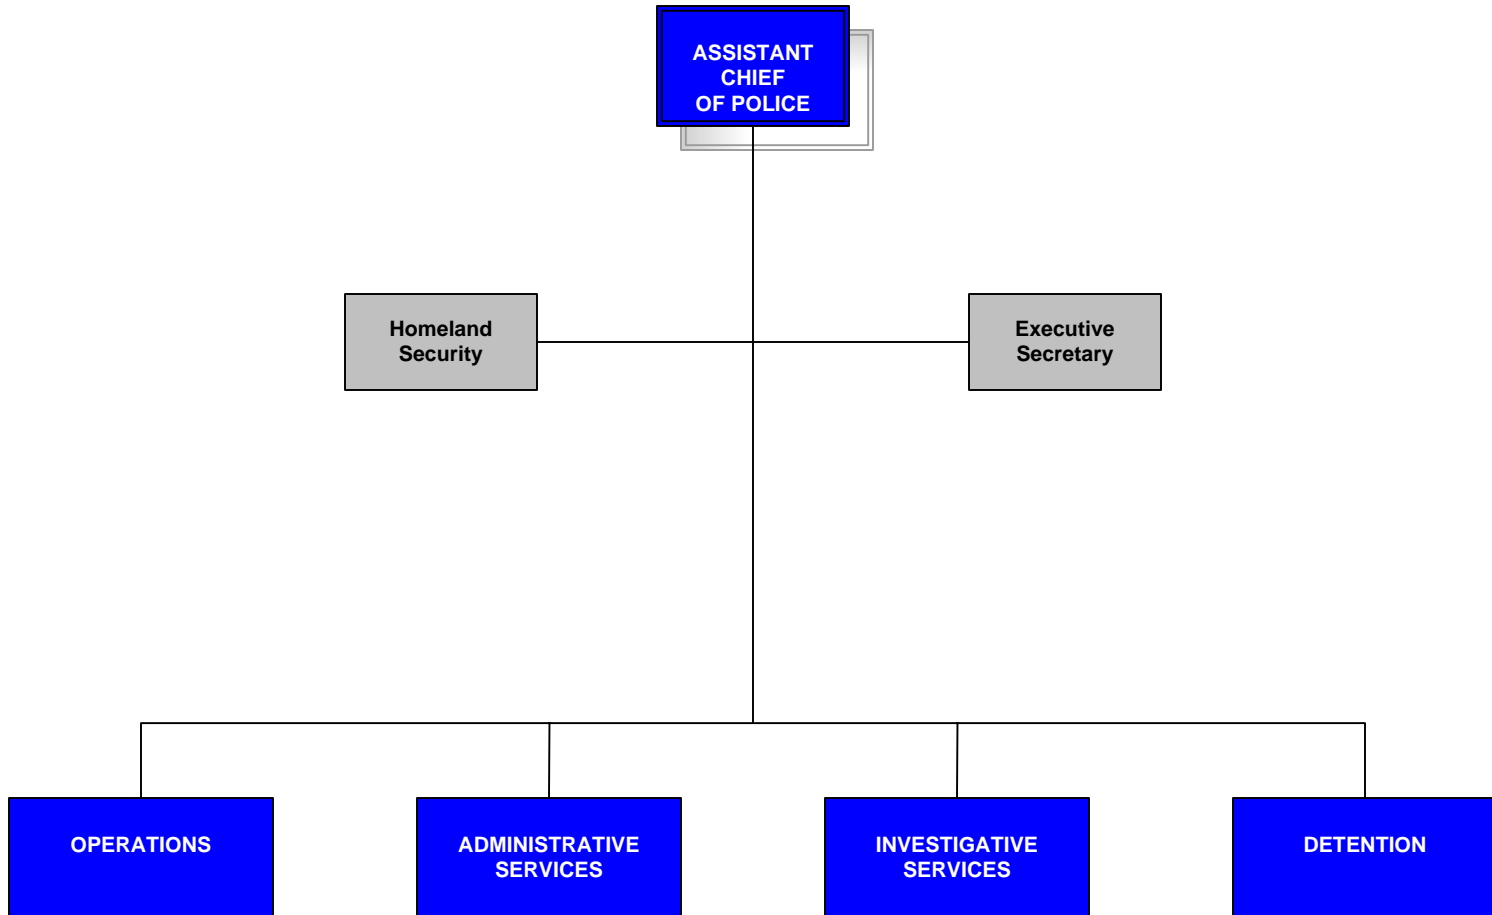 ASSISTANT
CHIEF
OF POLICE
Homeland
Security
Executive
Secretary
OPERATIONS
ADMINISTRATIVE
SERVICES
INVESTIGATIVE
SERVICES
DETENTION